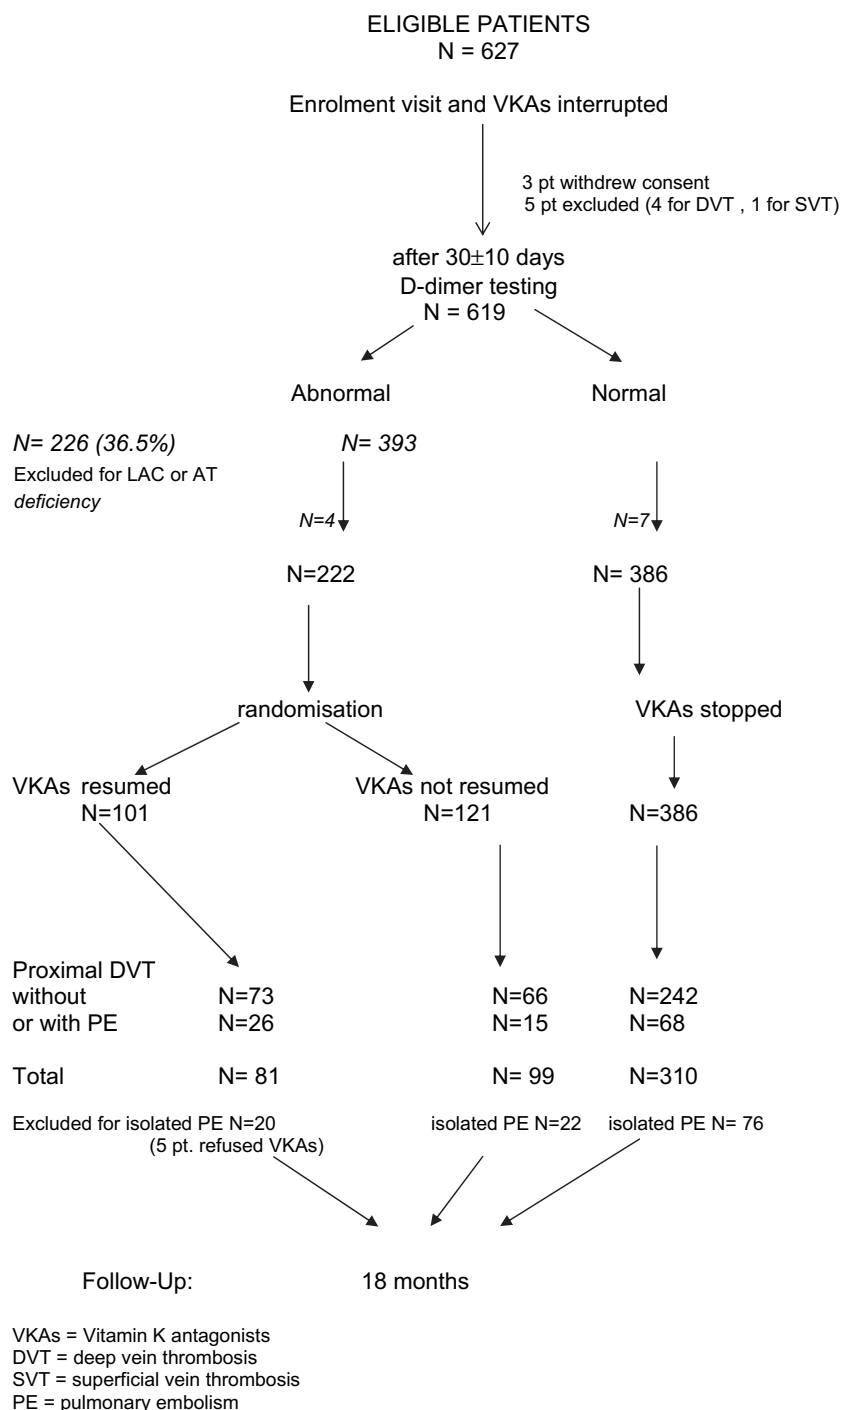 ELIGIBLE PATIENTS
N = 627
Enrolment visit and VKAs interrupted
3 pt withdrew consent
5 pt excluded (4 for DVT , 1 for SVT)
after 30±10 days
D-dimer testing
N = 619
Abnormal Normal
N= 226 (36.5%) N= 393
Excluded for LAC or AT
deficiency
N=4 N=7
N=222 N= 386
randomisation VKAs stopped
VKAs resumed VKAs not resumed
N=101 N=121 N=386
Proximal DVT
without N=73 N=66 N=242
or with PE N=26 N=15 N=68
Total N= 81 N= 99 N=310
Excluded for isolated PE N=20 isolated PE N=22 isolated PE N= 76
(5 pt. refused VKAs)
Follow-Up: 18 months
VKAs = Vitamin K antagonists
DVT = deep vein thrombosis
SVT = superficial vein thrombosis
PE = pulmonary embolism